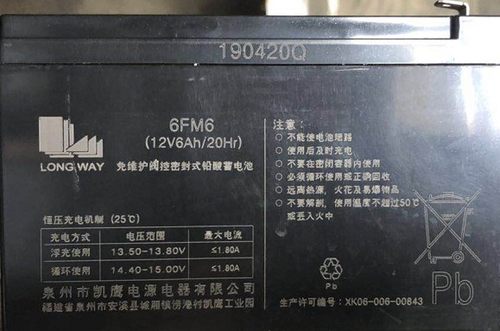 190420Q
6FM6
(12V6Ah/20Hr)
LONG WAY
免维护阀控密封式铅酸蓄电池
恒压充电机制 (25℃)
充电方式 电压范围 最大电流
浮充使用 13.50-13.80V ≤1.80A
循环使用 14.40-15.00V ≤1.80A
泉州市凯鹰电源电器有限公司
福建省泉州市安溪县城厢镇涝港村凯鹰工业园
注意:
不能使电池短路
使用后及时充电
不要在密闭容器内使用
必须循环使用或正确回收
远离热源,火花及易爆物品
不要解剖,使用温度不超过50℃
或丢入火中
Pb
Pb
生产许可编号:XK06-006-00843